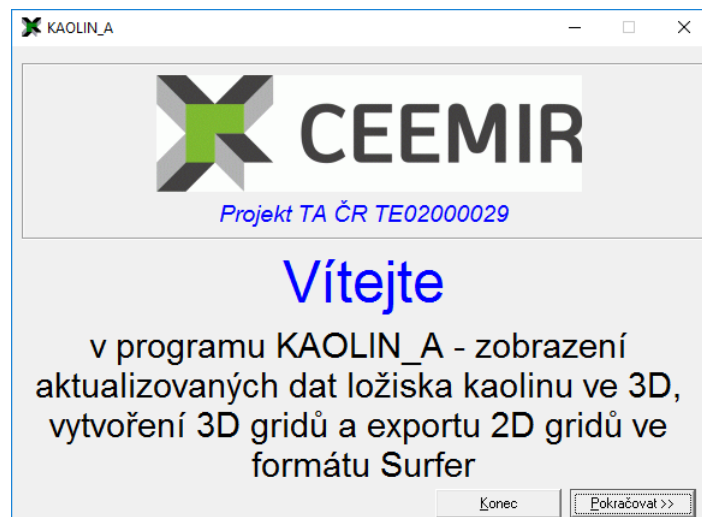 KAOLIN_A
CEEMIR
Projekt TA ČR TE02000029
Vítejte
v programu KAOLIN_A - zobrazení
aktualizovaných dat ložiska kaolinu ve 3D,
vytvoření 3D gridů a exportu 2D gridů ve
formátu Surfer
Konec
Pokračovat >>